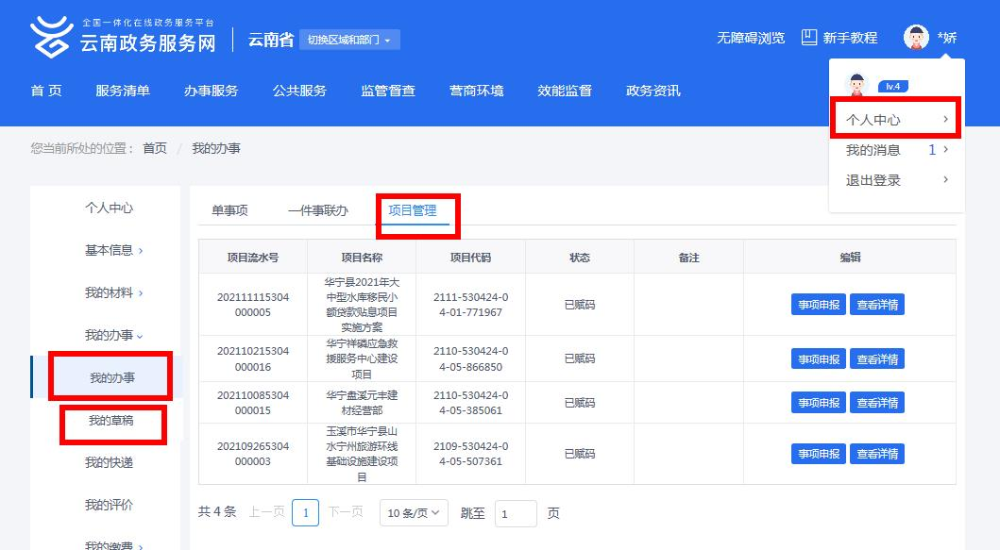 全国一体化在线政务服务平台
云南政务服务网
云南省
切换区域和部门
无障碍浏览
新手教程
*娇
首 页
服务清单
办事服务
公共服务
监管督查
营商环境
效能监督
政务资讯
lv.4
个人中心
我的消息 1
退出登录
您当前所处的位置: 首页 / 我的办事
个人中心
基本信息
我的材料
我的办事
我的办事
我的草稿
我的快递
我的评价
我的缴费
单事项
一件事联办
项目管理
项目流水号 项目名称 项目代码 状态 备注 编辑
202111115304
000005
华宁县2021年大
中型水库移民小
额贷款贴息项目
实施方案
2111-530424-0
4-01-771967
已赋码
事项申报 查看详情
202110215304
000016
华宁祥磷应急救
援服务中心建设
项目
2110-530424-0
4-05-866850
已赋码
事项申报 查看详情
202110085304
000015
华宁盘溪元丰建
材经营部
2110-530424-0
4-05-385061
已赋码
事项申报 查看详情
202109265304
000003
玉溪市华宁县山
水宁州旅游环线
基础设施建设项
目
2109-530424-0
4-05-507361
已赋码
事项申报 查看详情
共 4 条 上一页 1 下一页 10 条/页 跳至 1 页